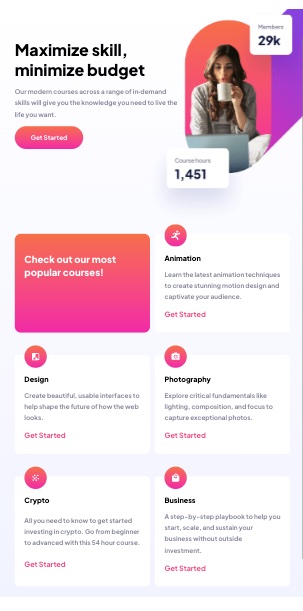 Members
29k
Maximize skill,
minimize budget
Our modern courses across a range of in-demand
skills will give you the knowledge you need to live the
life you want.
Get Started
Course hours
1,451
Check out our most
popular courses!
Animation
Learn the latest animation techniques
to create stunning motion design and
captivate your audience.
Get Started
Design
Create beautiful, usable interfaces to
help shape the future of how the web
looks.
Get Started
Photography
Explore critical fundamentals like
lighting, composition, and focus to
capture exceptional photos.
Get Started
Crypto
All you need to know to get started
investing in crypto. Go from beginner
to advanced with this 54 hour course.
Get Started
Business
A step-by-step playbook to help you
start, scale, and sustain your
business without outside
investment.
Get Started